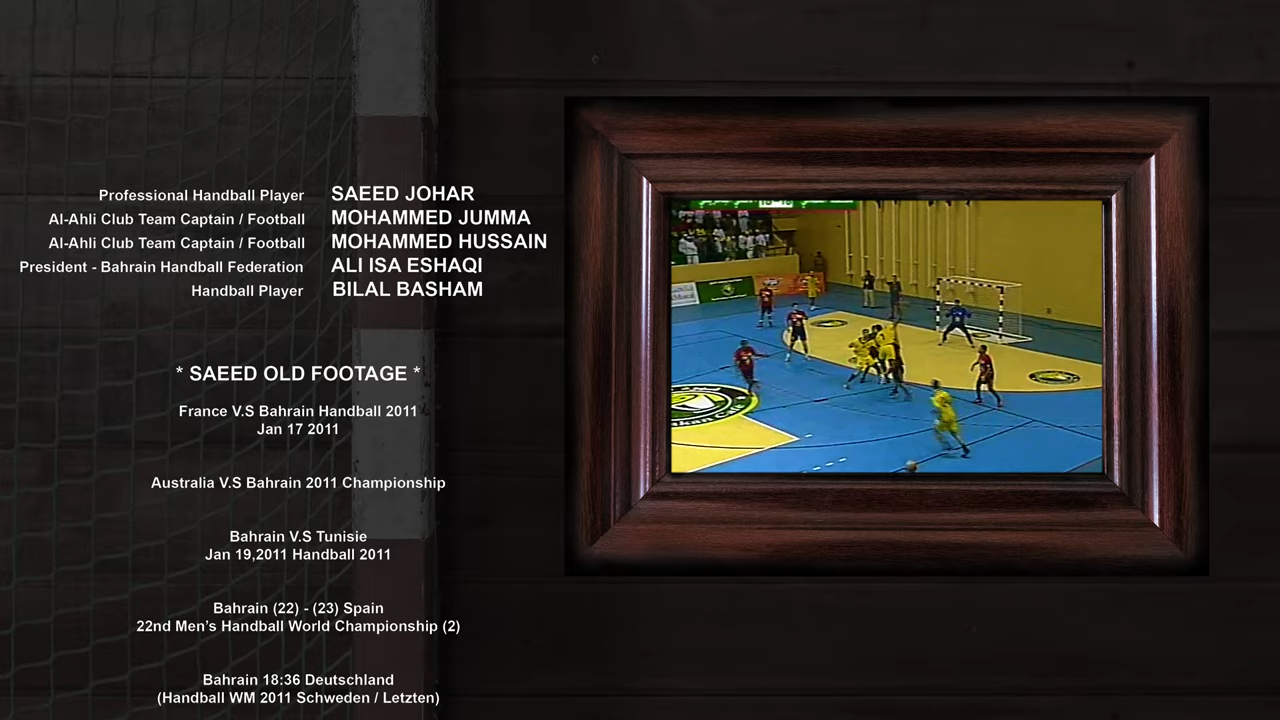 Professional Handball Player SAEED JOHAR
Al-Ahli Club Team Captain / Football MOHAMMED JUMMA
Al-Ahli Club Team Captain / Football MOHAMMED HUSSAIN
President - Bahrain Handball Federation ALI ISA ESHAQI
Handball Player BILAL BASHAM
* SAEED OLD FOOTAGE *
France V.S Bahrain Handball 2011
Jan 17 2011
Australia V.S Bahrain 2011 Championship
Bahrain V.S Tunisie
Jan 19,2011 Handball 2011
Bahrain (22) - (23) Spain
22nd Men's Handball World Championship (2)
Bahrain 18:36 Deutschland
(Handball WM 2011 Schweden / Letzten)